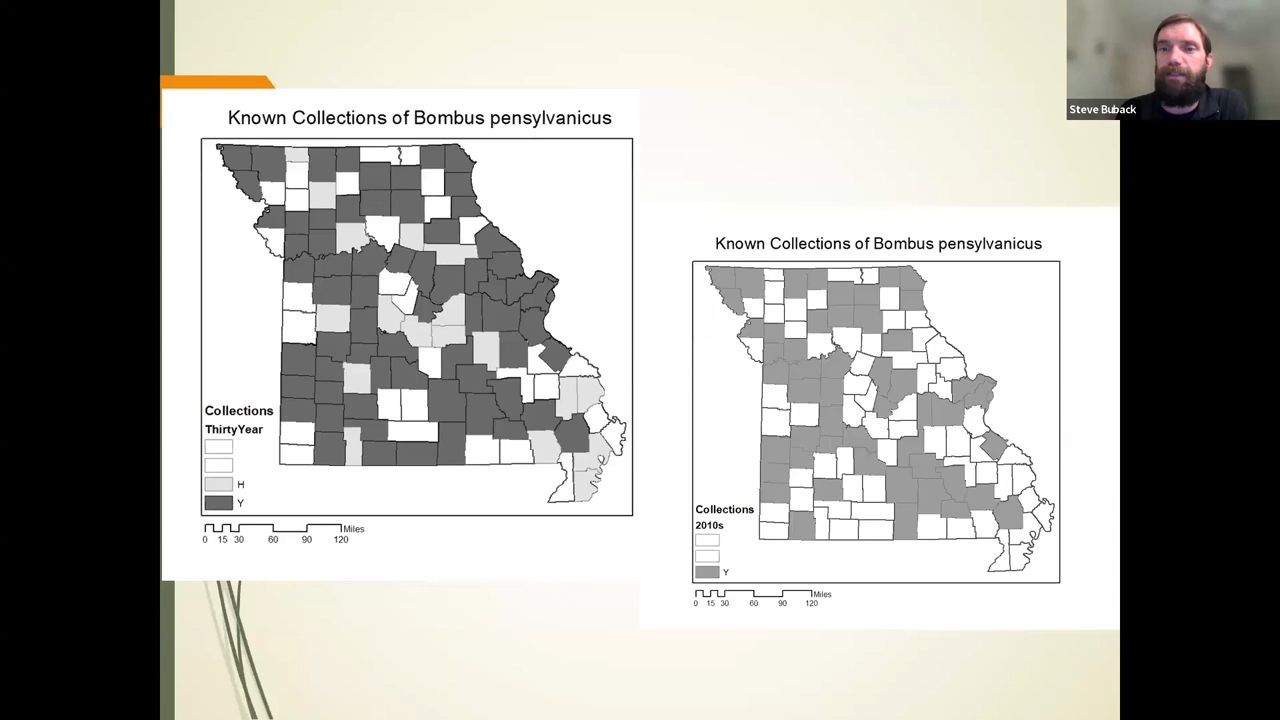 Steve Buback
Known Collections of Bombus pensylvanicus
Collections
ThirtyYear
H
Y
Miles
0 15 30 60 90 120
Known Collections of Bombus pensylvanicus
Collections
2010s
Y
Miles
0 15 30 60 90 120